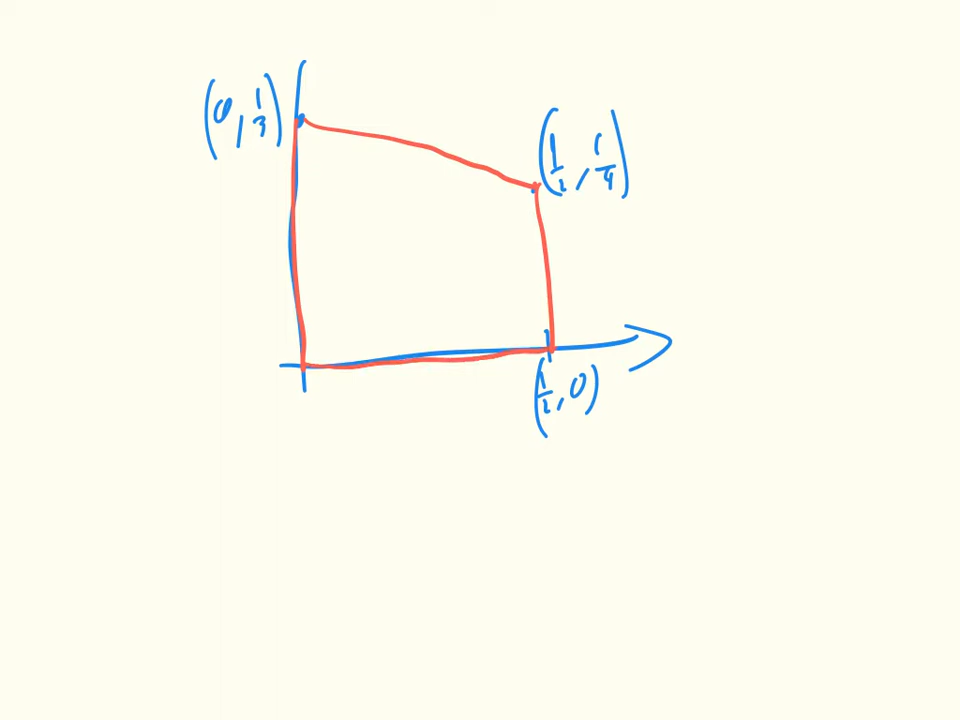 (0, 1/3)
(1/2, 1/4)
(1/2, 0)